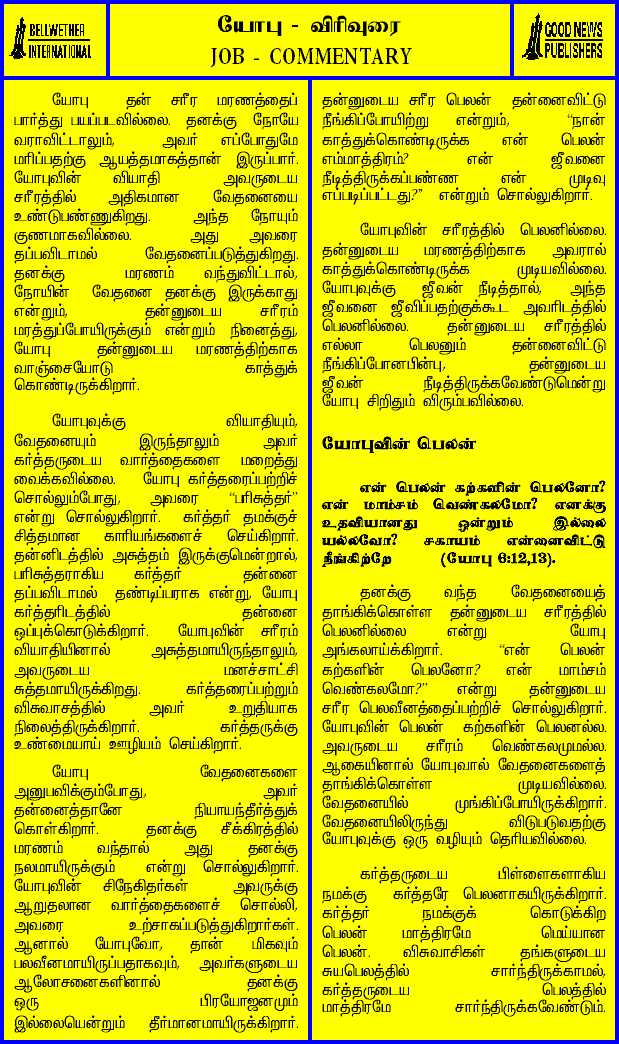 BELLWETHER
INTERNATIONAL
யோபு - விரிவுரை
JOB - COMMENTARY
GOOD NEWS
PUBLISHERS
யோபு தன் சரீர மரணத்தைப்
பார்த்து பயப்படவில்லை. தனக்கு நோயே
வராவிட்டாலும், அவர் எப்போதுமே
மரிப்பதற்கு ஆயத்தமாகத்தான் இருப்பார்.
யோபுவின் வியாதி அவருடைய
சரீரத்தில் அதிகமான வேதனையை
உண்டுபண்ணுகிறது. அந்த நோயும்
குணமாகவில்லை. அது அவரை
தப்பவிடாமல் வேதனைப்படுத்துகிறது.
தனக்கு மரணம் வந்துவிட்டால்,
நோயின் வேதனை தனக்கு இருக்காது
என்றும், தன்னுடைய சரீரம்
மரத்துப்போயிருக்கும் என்றும் நினைத்து,
யோபு தன்னுடைய மரணத்திற்காக
வாஞ்சையோடு காத்துக்
கொண்டிருக்கிறார்.
யோபுவுக்கு வியாதியும்,
வேதனையும் இருந்தாலும் அவர்
கர்த்தருடைய வார்த்தைகளை மறைத்து
வைக்கவில்லை. யோபு கர்த்தரைப்பற்றிச்
சொல்லும்போது, அவரை “பரிசுத்தர்”
என்று சொல்லுகிறார். கர்த்தர் தமக்குச்
சித்தமான காரியங்களைச் செய்கிறார்.
தன்னிடத்தில் அசுத்தம் இருக்குமென்றால்,
பரிசுத்தராகிய கர்த்தர் தன்னை
தப்பவிடாமல் தண்டிப்பாராக என்று, யோபு
கர்த்தரிடத்தில் தன்னை
ஒப்புக்கொடுக்கிறார். யோபுவின் சரீரம்
வியாதியினால் அசுத்தமாயிருந்தாலும்,
அவருடைய மனச்சாட்சி
சுத்தமாயிருக்கிறது. கர்த்தரைப்பற்றும்
விசுவாசத்தில் அவர் உறுதியாக
நிலைத்திருக்கிறார். கர்த்தருக்கு
உண்மையாய் ஊழியம் செய்கிறார்.
யோபு வேதனைகளை
அனுபவிக்கும்போது, அவர்
தன்னைத்தானே நியாயந்தீர்த்துக்
கொள்கிறார். தனக்கு சீக்கிரத்தில்
மரணம் வந்தால் அது தனக்கு
நலமாயிருக்கும் என்று சொல்லுகிறார்.
யோபுவின் சிநேகிதர்கள் அவருக்கு
ஆறுதலான வார்த்தைகளைச் சொல்லி,
அவரை உற்சாகப்படுத்துகிறார்கள்.
ஆனால் யோபுவோ, தான் மிகவும்
பலவீனமாயிருப்பதாகவும், அவர்களுடைய
ஆலோசனைகளினால் தனக்கு
ஒரு பிரயோஜனமும்
இல்லையென்றும் தீர்மானமாயிருக்கிறார்.
தன்னுடைய சரீர பெலன் தன்னைவிட்டு
நீங்கிப்போயிற்று என்றும், “நான்
காத்துக்கொண்டிருக்க என் பெலன்
எம்மாத்திரம்? என் ஜீவனை
நீடித்திருக்கப்பண்ண என் முடிவு
எப்படிப்பட்டது?” என்றும் சொல்லுகிறார்.
யோபுவின் சரீரத்தில் பெலனில்லை.
தன்னுடைய மரணத்திற்காக அவரால்
காத்துக்கொண்டிருக்க முடியவில்லை.
யோபுவுக்கு ஜீவன் நீடித்தால், அந்த
ஜீவனை ஜீவிப்பதற்குக்கூட அவரிடத்தில்
பெலனில்லை. தன்னுடைய சரீரத்தில்
எல்லா பெலனும் தன்னைவிட்டு
நீங்கிப்போனபின்பு, தன்னுடைய
ஜீவன் நீடித்திருக்கவேண்டுமென்று
யோபு சிறிதும் விரும்பவில்லை.
யோபுவின் பெலன்
என் பெலன் கற்களின் பெலனோ?
என் மாம்சம் வெண்கலமோ? எனக்கு
உதவியானது ஒன்றும் இல்லை
யல்லவோ? சகாயம் என்னைவிட்டு
நீங்கிற்றே (யோபு 6:12,13).
தனக்கு வந்த வேதனையைத்
தாங்கிக்கொள்ள தன்னுடைய சரீரத்தில்
பெலனில்லை என்று யோபு
அங்கலாய்க்கிறார். “என் பெலன்
கற்களின் பெலனோ? என் மாம்சம்
வெண்கலமோ?” என்று தன்னுடைய
சரீர பெலவீனத்தைப்பற்றிச் சொல்லுகிறார்.
யோபுவின் பெலன் கற்களின் பெலனல்ல.
அவருடைய சரீரம் வெண்கலமுமல்ல.
ஆகையினால் யோபுவால் வேதனைகளைத்
தாங்கிக்கொள்ள முடியவில்லை.
வேதனையில் முங்கிப்போயிருக்கிறார்.
வேதனையிலிருந்து விடுபடுவதற்கு
யோபுவுக்கு ஒரு வழியும் தெரியவில்லை.
கர்த்தருடைய பிள்ளைகளாகிய
நமக்கு கர்த்தரே பெலனாகயிருக்கிறார்.
கர்த்தர் நமக்குக் கொடுக்கிற
பெலன் மாத்திரமே மெய்யான
பெலன். விசுவாசிகள் தங்களுடைய
சுயபெலத்தில் சார்ந்திருக்காமல்,
கர்த்தருடைய பெலத்தில்
மாத்திரமே சார்ந்திருக்கவேண்டும்.